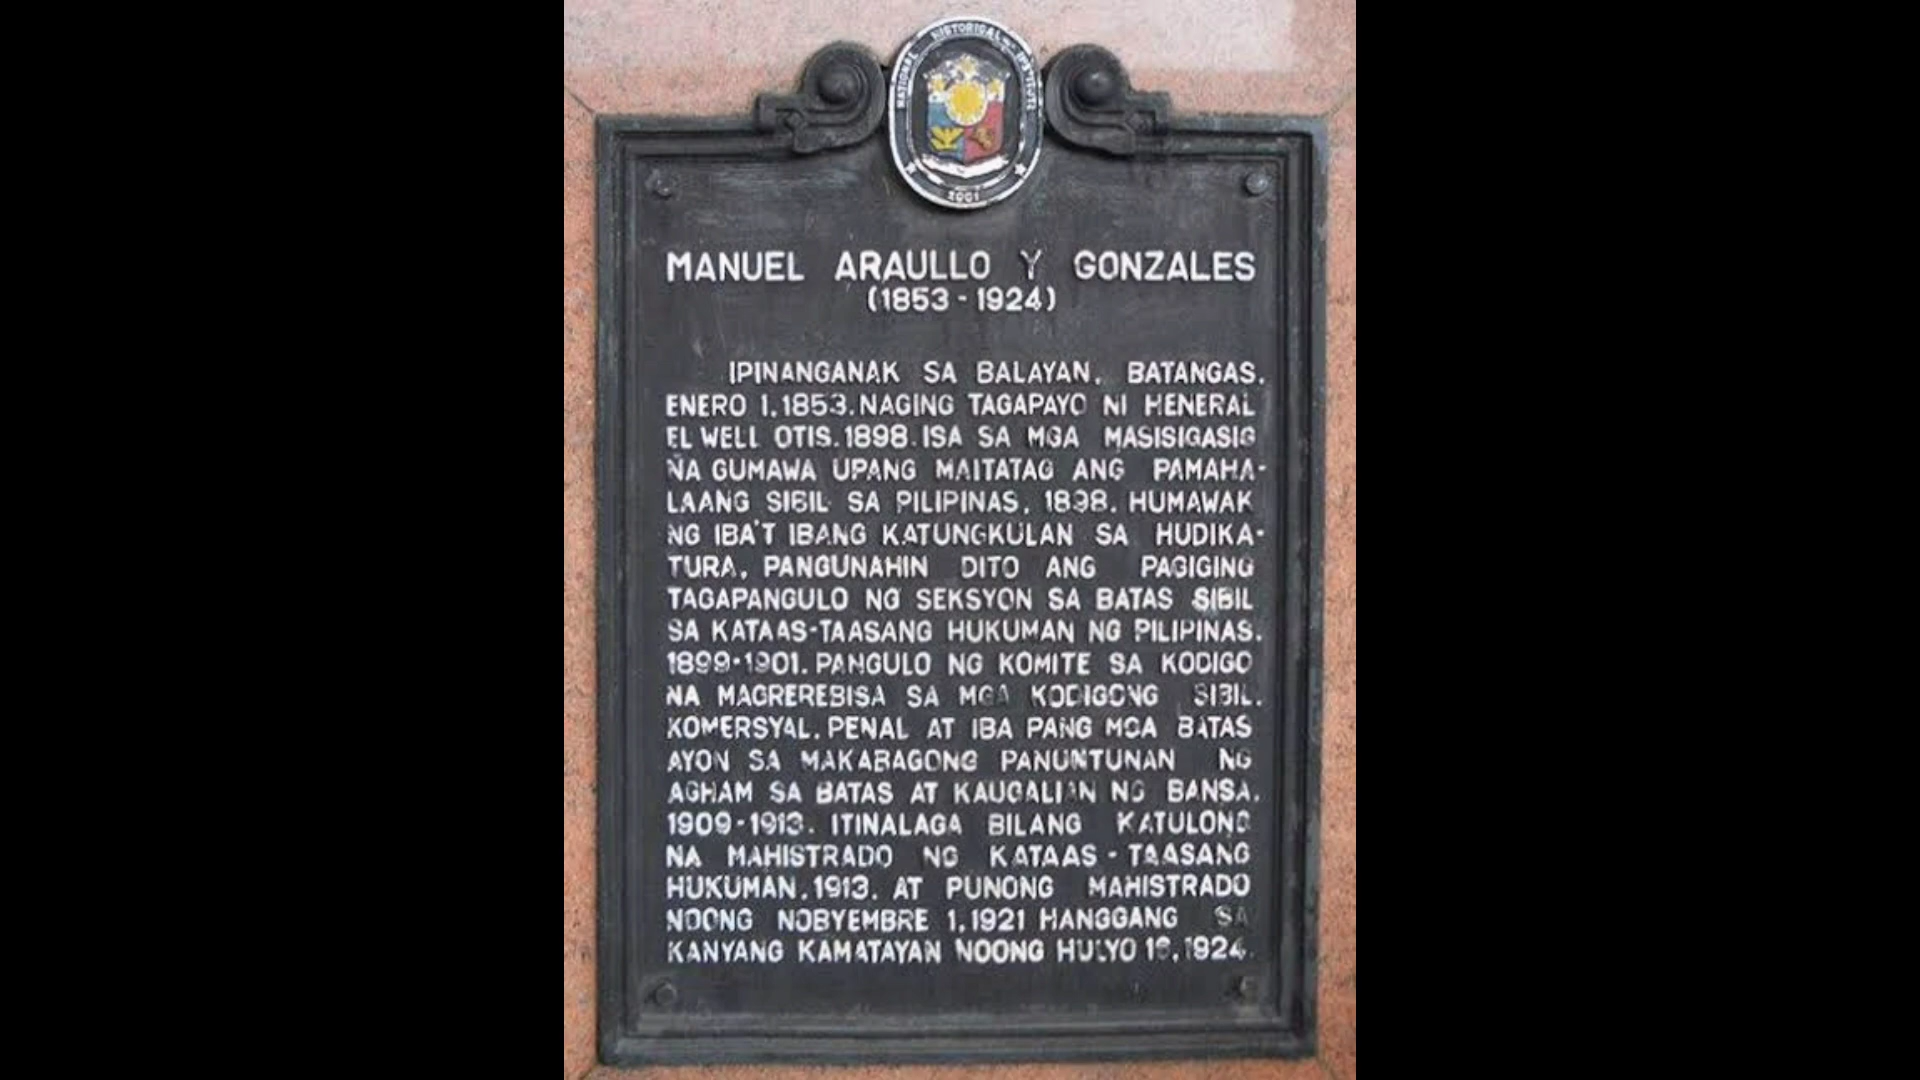 NATIONAL HISTORICAL INSTITUTE
2001
MANUEL ARAULLO Y GONZALES
(1853 - 1924)
IPINANGANAK SA BALAYAN, BATANGAS,
ENERO 1, 1853. NAGING TAGAPAYO NI HENERAL
ELWELL OTIS, 1898. ISA SA MGA MASISIGASIG
NA GUMAWA UPANG MAITATAG ANG PAMAHA-
LAANG SIBIL SA PILIPINAS, 1898. HUMAWAK
NG IBA'T IBANG KATUNGKULAN SA HUDIKA-
TURA, PANGUNAHIN DITO ANG PAGIGING
TAGAPANGULO NG SEKSYON SA BATAS SIBIL
SA KATAAS-TAASANG HUKUMAN NG PILIPINAS,
1899-1901. PANGULO NG KOMITE SA KODIGO
NA MAGREREBISA SA MGA KODIGONG SIBIL,
KOMERSYAL, PENAL AT IBA PANG MGA BATAS
AYON SA MAKABAGONG PANUNTUNAN NG
AGHAM SA BATAS AT KAUGALIAN NG BANSA,
1909-1913. ITINALAGA BILANG KATULONG
NA MAHISTRADO NG KATAAS-TAASANG
HUKUMAN, 1913, AT PUNONG MAHISTRADO
NOONG NOBYEMBRE 1, 1921 HANGGANG SA
KANYANG KAMATAYAN NOONG HULYO 1924.